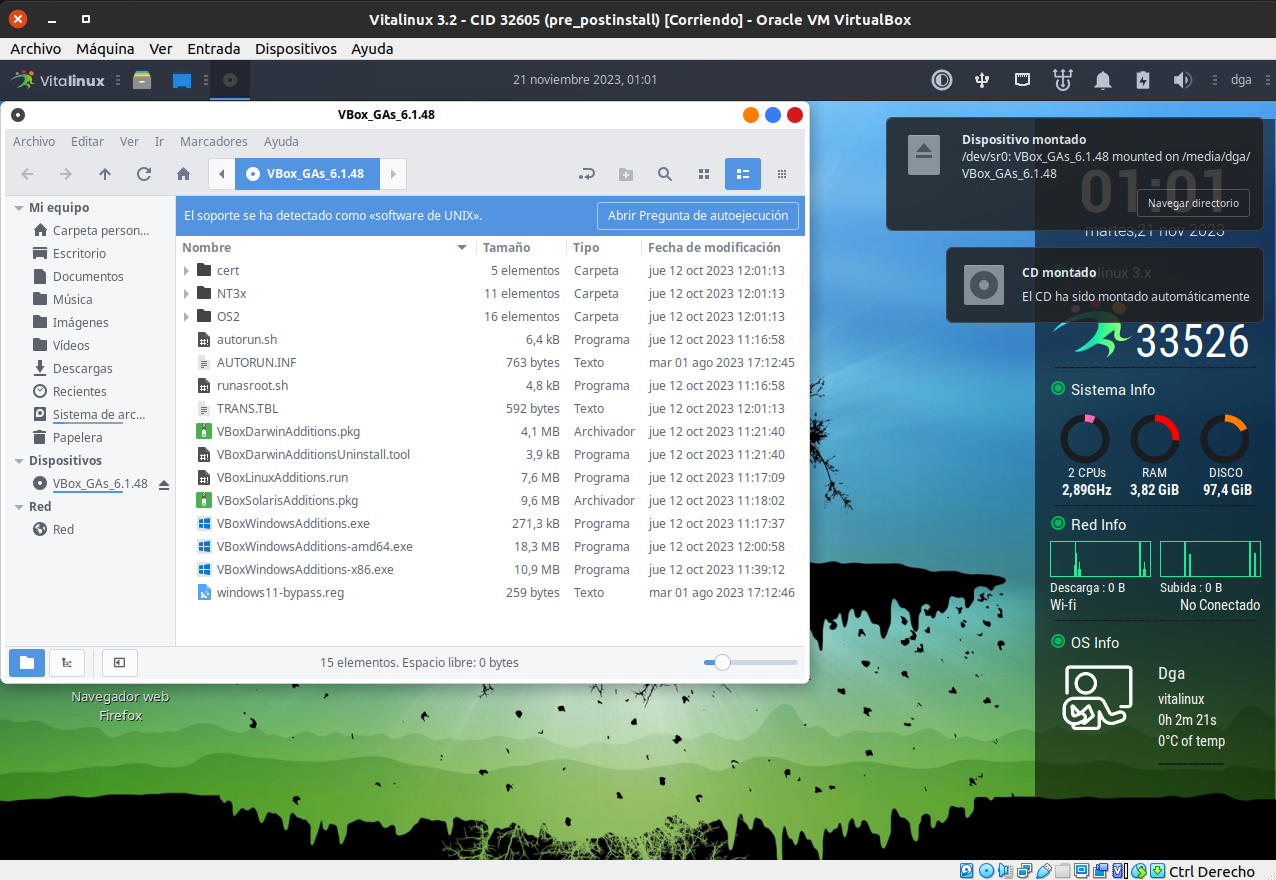 Vitalinux 3.2 - CID 32605 (pre_postinstall) [Corriendo] - Oracle VM VirtualBox
Archivo Máquina Ver Entrada Dispositivos Ayuda
Vitalinux
21 noviembre 2023, 01:01
dga
VBox_GAs_6.1.48
Archivo Editar Ver Ir Marcadores Ayuda
VBox_GAs_6.1.48
El soporte se ha detectado como «software de UNIX».
Abrir Pregunta de autoejecución
Mi equipo
Carpeta person...
Escritorio
Documentos
Música
Imágenes
Vídeos
Descargas
Recientes
Sistema de arc...
Papelera
Dispositivos
VBox_GAs_6.1.48
Red
Red
Nombre Tamaño Tipo Fecha de modificación
cert 5 elementos Carpeta jue 12 oct 2023 12:01:13
NT3x 11 elementos Carpeta jue 12 oct 2023 12:01:13
OS2 16 elementos Carpeta jue 12 oct 2023 12:01:13
autorun.sh 6,4 kB Programa jue 12 oct 2023 11:16:58
AUTORUN.INF 763 bytes Texto mar 01 ago 2023 17:12:45
runasroot.sh 4,8 kB Programa jue 12 oct 2023 11:16:58
TRANS.TBL 592 bytes Texto jue 12 oct 2023 12:01:13
VBoxDarwinAdditions.pkg 4,1 MB Archivador jue 12 oct 2023 11:21:40
VBoxDarwinAdditionsUninstall.tool 3,9 kB Programa jue 12 oct 2023 11:21:40
VBoxLinuxAdditions.run 7,6 MB Programa jue 12 oct 2023 11:17:09
VBoxSolarisAdditions.pkg 9,6 MB Archivador jue 12 oct 2023 11:18:02
VBoxWindowsAdditions.exe 271,3 kB Programa jue 12 oct 2023 11:17:37
VBoxWindowsAdditions-amd64.exe 18,3 MB Programa jue 12 oct 2023 12:00:58
VBoxWindowsAdditions-x86.exe 10,9 MB Programa jue 12 oct 2023 11:39:12
windows11-bypass.reg 259 bytes Texto mar 01 ago 2023 17:12:46
15 elementos. Espacio libre: 0 bytes
Navegador web
Firefox
Dispositivo montado
/dev/sr0: VBox_GAs_6.1.48 mounted on /media/dga/
VBox_GAs_6.1.48
01:01
Navegar directorio
martes,21 nov 2023
CD montado
El CD ha sido montado automáticamente
33526
Sistema Info
2 CPUs RAM DISCO
2,89GHz 3,82 GiB 97,4 GiB
Red Info
Descarga : 0 B Subida : 0 B
Wi-fi No Conectado
OS Info
Dga
vitalinux
0h 2m 21s
0°C of temp
Ctrl Derecho